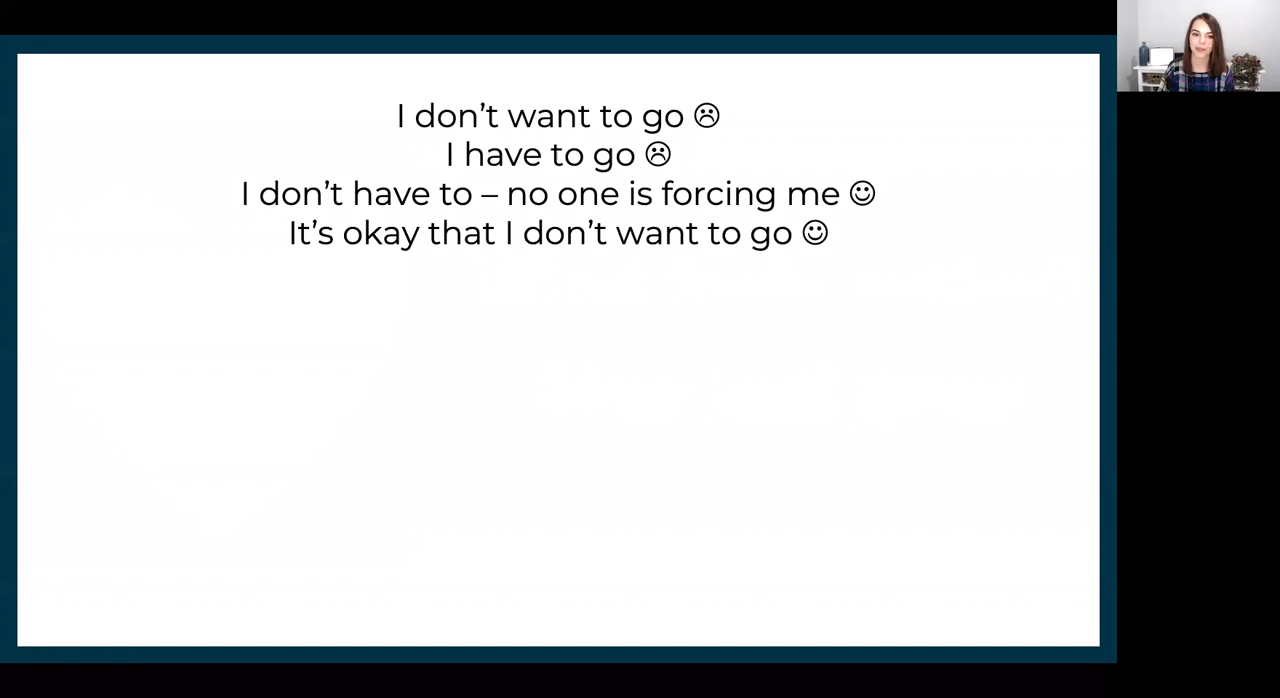 I don’t want to go ☹
I have to go ☹
I don’t have to – no one is forcing me ☺
It’s okay that I don’t want to go ☺